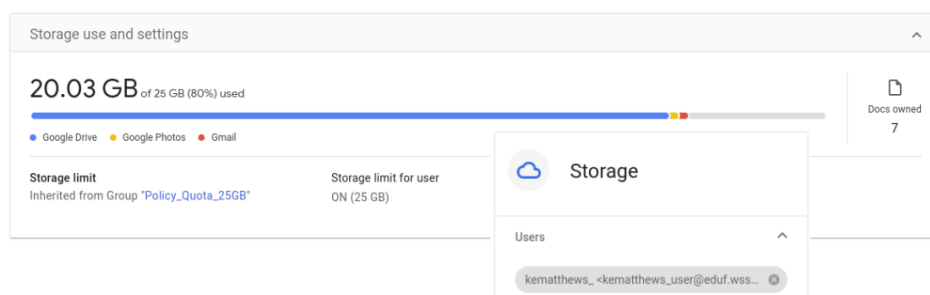 Storage use and settings
20.03 GB of 25 GB (80%) used
Google Drive Google Photos Gmail
Docs owned
7
Storage limit
Inherited from Group "Policy_Quota_25GB"
Storage limit for user
ON (25 GB)
Storage
Users
kematthews_ <kematthews_user@eduf.wss...